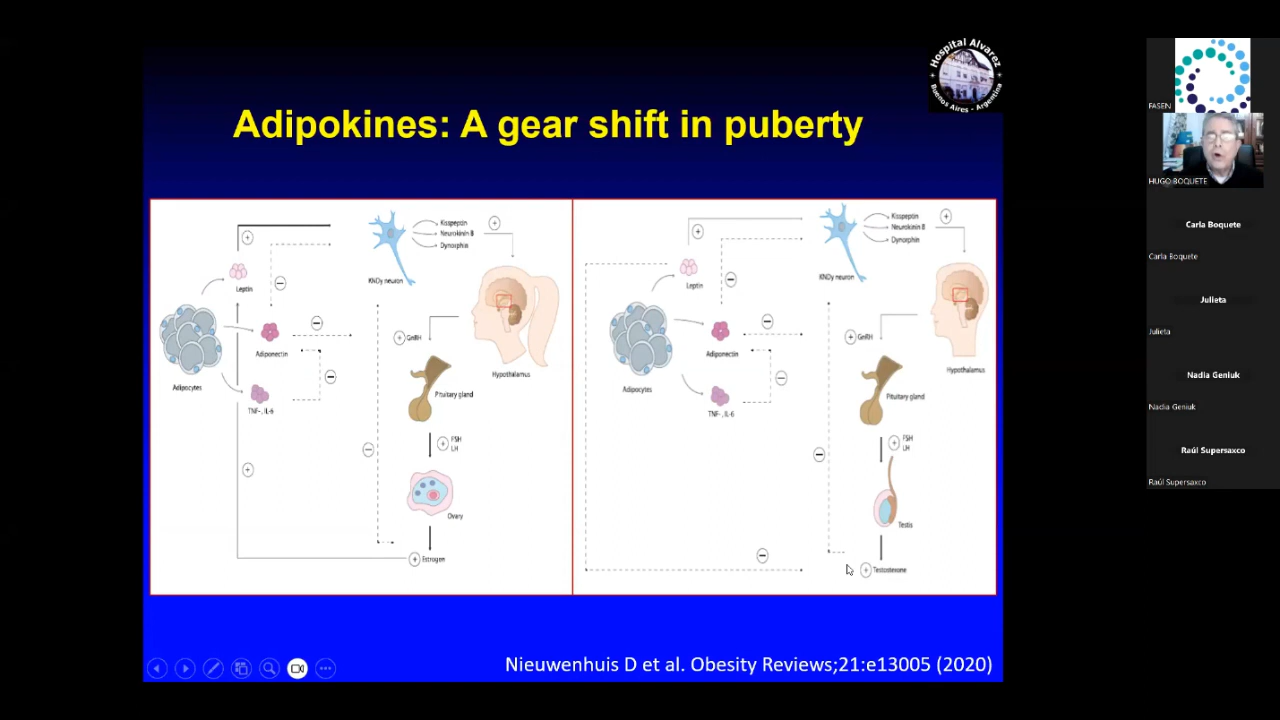 Hospital Alvarez
Buenos Aires - Argentina
Adipokines: A gear shift in puberty
Kisspeptin
Neurokinin B
Dynorphin
+
+
KNDy neuron
−
Leptin
−
Adiponectin
+ GnRH
Hypothalamus
Adipocytes
−
Pituitary gland
TNF-, IL-6
+ FSH
LH
−
+
Ovary
+ Estrogen
Kisspeptin
Neurokinin B
Dynorphin
+
+
KNDy neuron
−
Leptin
−
Adiponectin
+ GnRH
Hypothalamus
Adipocytes
−
Pituitary gland
TNF-, IL-6
+ FSH
LH
−
Testis
−
+ Testosterone
Nieuwenhuis D et al. Obesity Reviews;21:e13005 (2020)
FASEN
HUGO BOQUETE
Carla Boquete
Carla Boquete
Julieta
Julieta
Nadia Geniuk
Nadia Geniuk
Raúl Supersaxco
Raúl Supersaxco